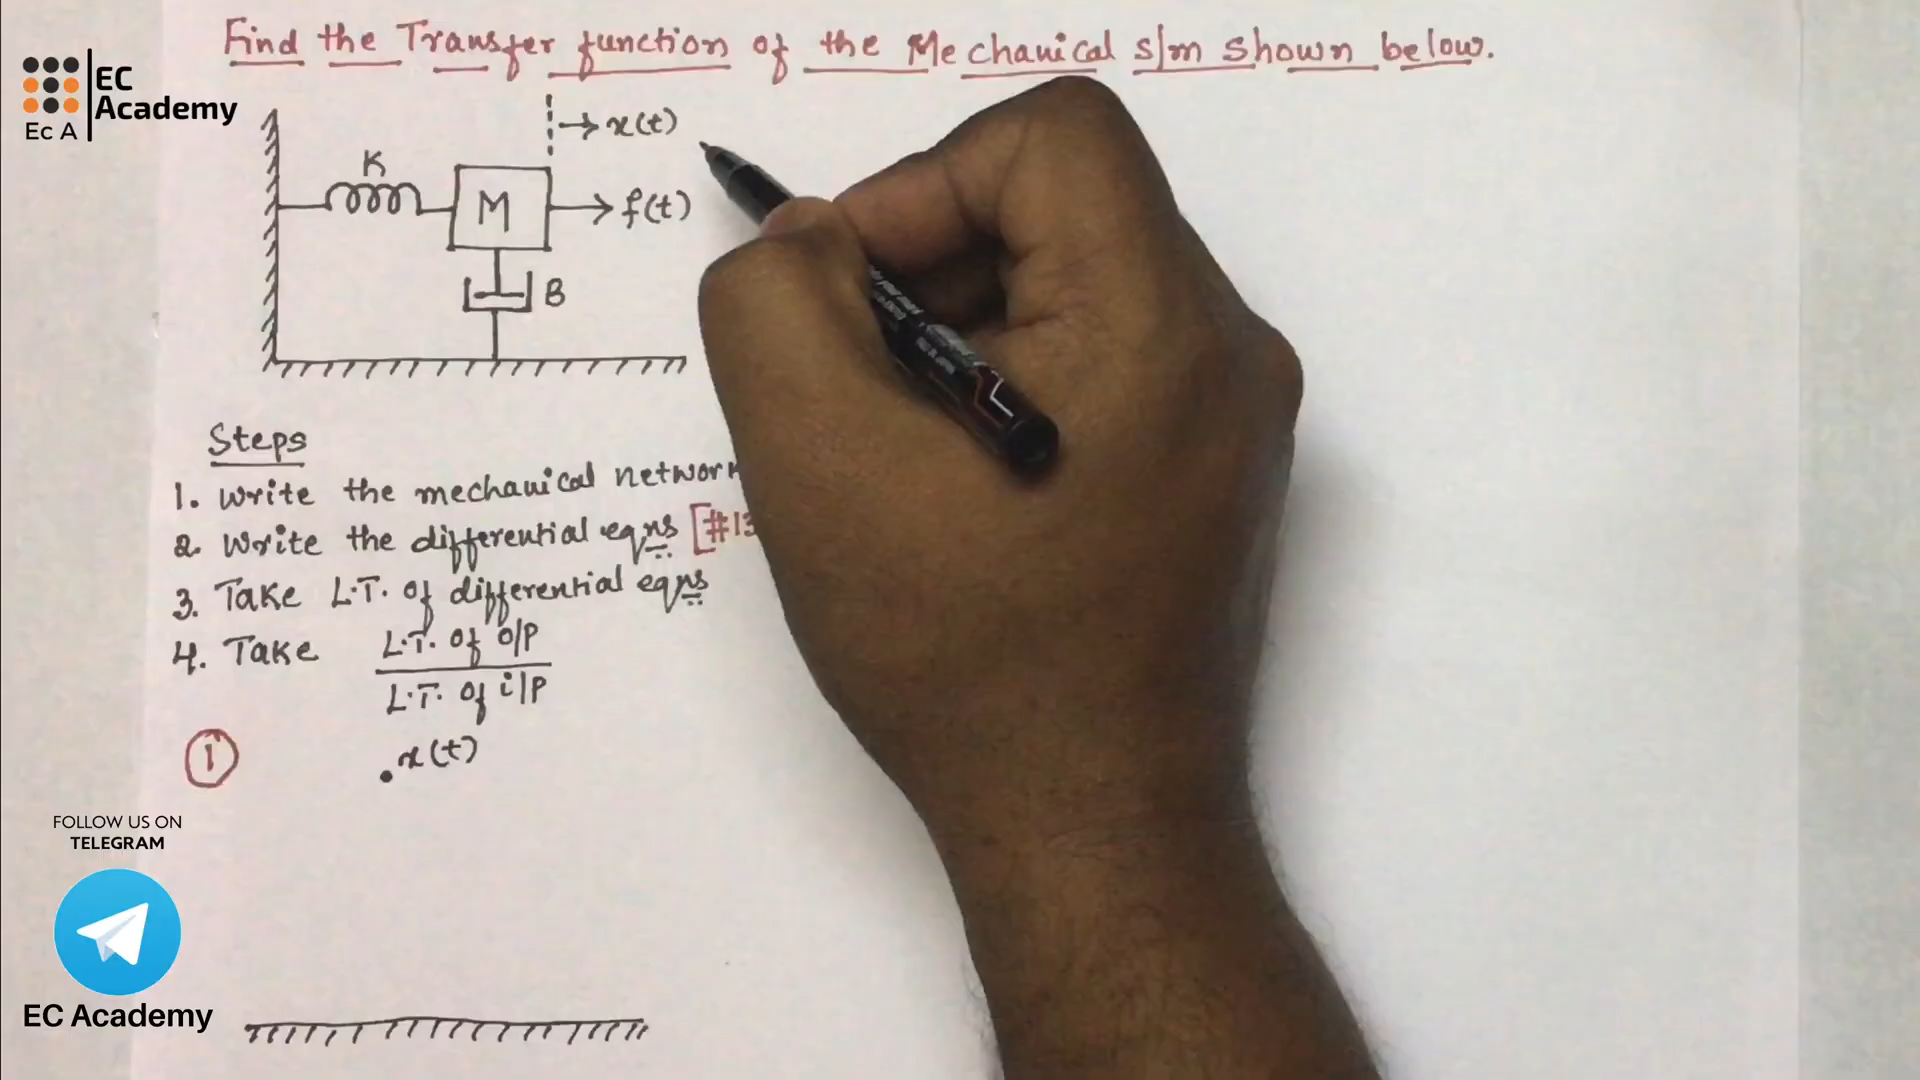 Find the Transfer function of the Mechanical s/m shown below.
EC
Academy
Ec A
x(t)
K
M
f(t)
B
Steps
1. Write the mechanical network
2. Write the differential eqns [#13
3. Take L.T. of differential eqns
4. Take L.T. of o/p
L.T. of i/p
1
x(t)
FOLLOW US ON
TELEGRAM
EC Academy